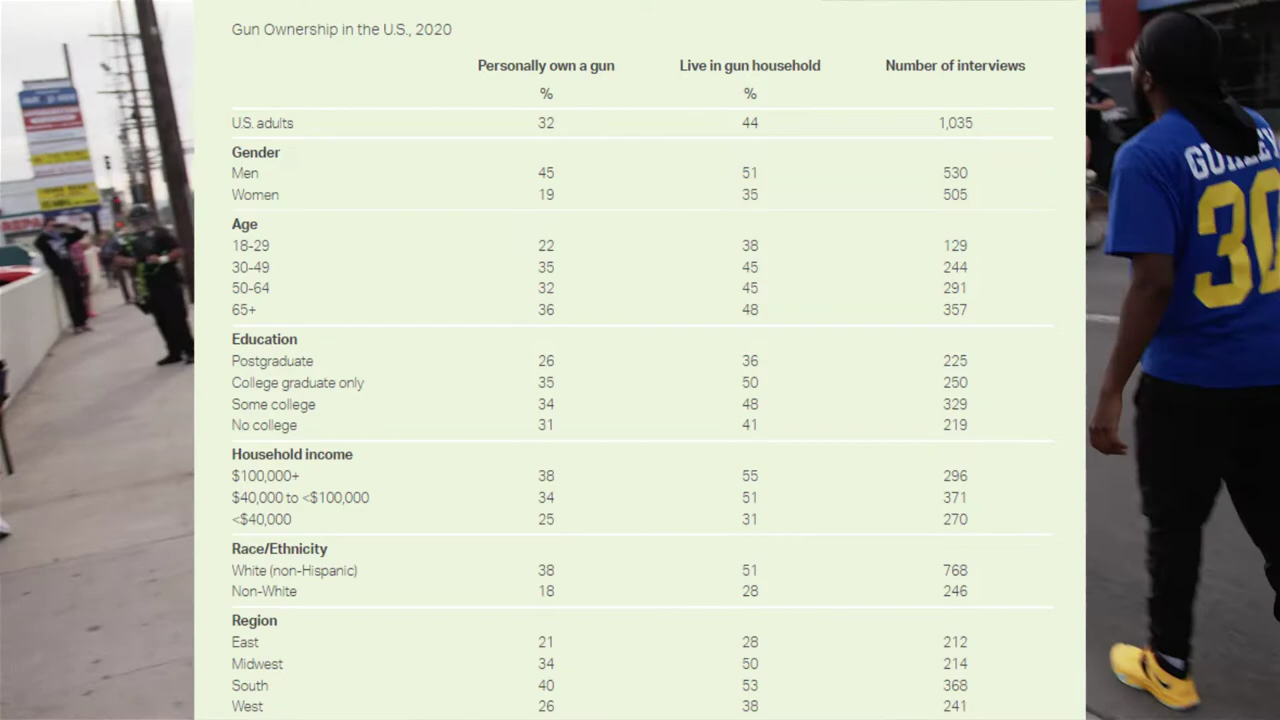 Gun Ownership in the U.S., 2020
Personally own a gun Live in gun household Number of interviews
% %
U.S. adults 32 44 1,035
Gender
Men 45 51 530
Women 19 35 505
Age
18-29 22 38 129
30-49 35 45 244
50-64 32 45 291
65+ 36 48 357
Education
Postgraduate 26 36 225
College graduate only 35 50 250
Some college 34 48 329
No college 31 41 219
Household income
$100,000+ 38 55 296
$40,000 to <$100,000 34 51 371
<$40,000 25 31 270
Race/Ethnicity
White (non-Hispanic) 38 51 768
Non-White 18 28 246
Region
East 21 28 212
Midwest 34 50 214
South 40 53 368
West 26 38 241
30